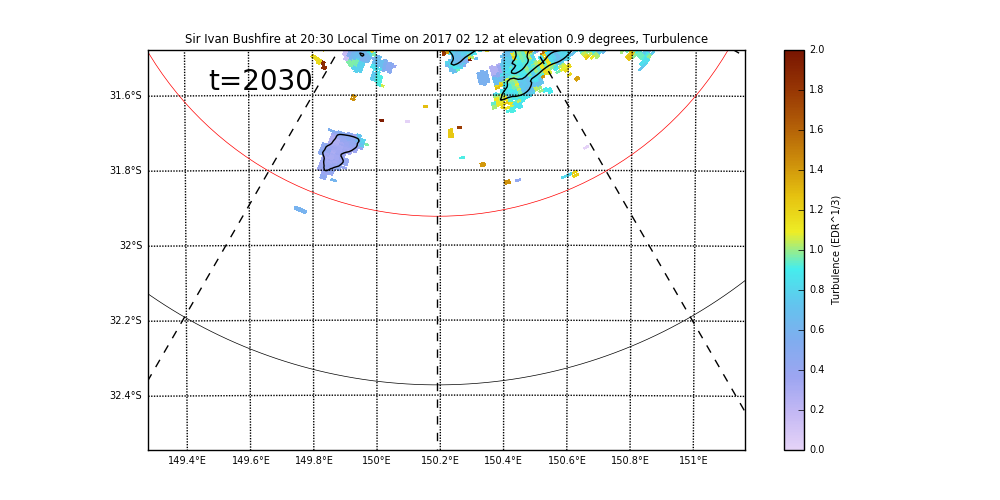 Sir Ivan Bushfire at 20:30 Local Time on 2017 02 12 at elevation 0.9 degrees, Turbulence
t=2030
31.6°S
31.8°S
32°S
32.2°S
32.4°S
149.4°E 149.6°E 149.8°E 150°E 150.2°E 150.4°E 150.6°E 150.8°E 151°E
2.0
1.8
1.6
1.4
1.2
1.0
0.8
0.6
0.4
0.2
0.0
Turbulence (EDR^1/3)